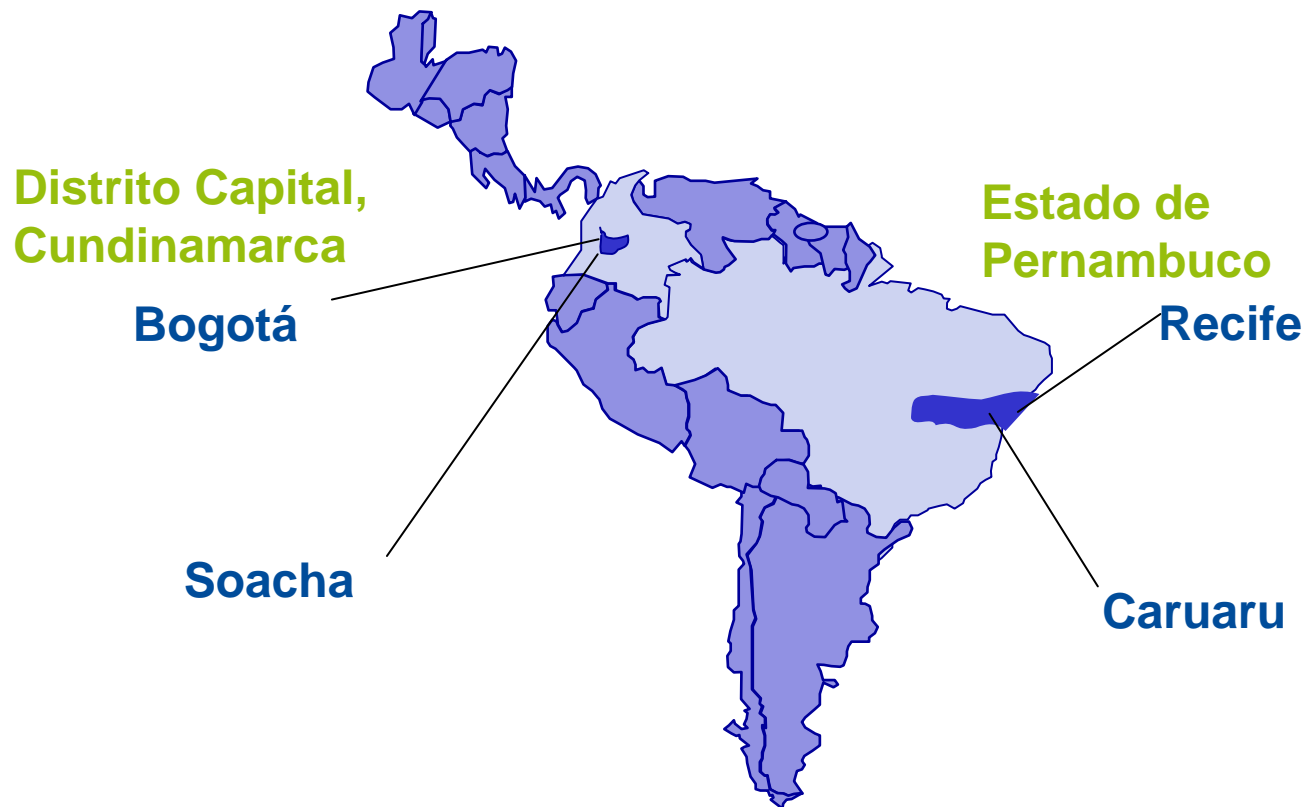 Distrito Capital,
Cundinamarca
Bogotá
Soacha
Estado de
Pernambuco
Recife
Caruaru